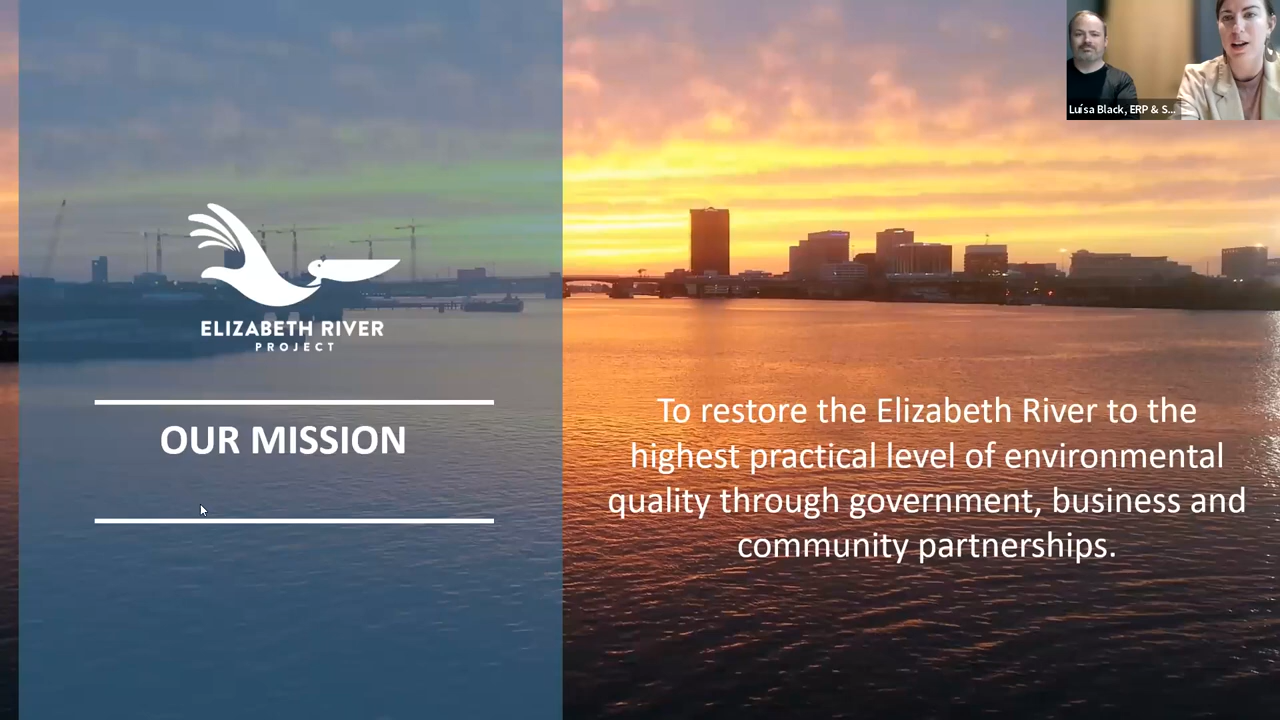 Luísa Black, ERP & S...
ELIZABETH RIVER
PROJECT
OUR MISSION
To restore the Elizabeth River to the
highest practical level of environmental
quality through government, business and
community partnerships.